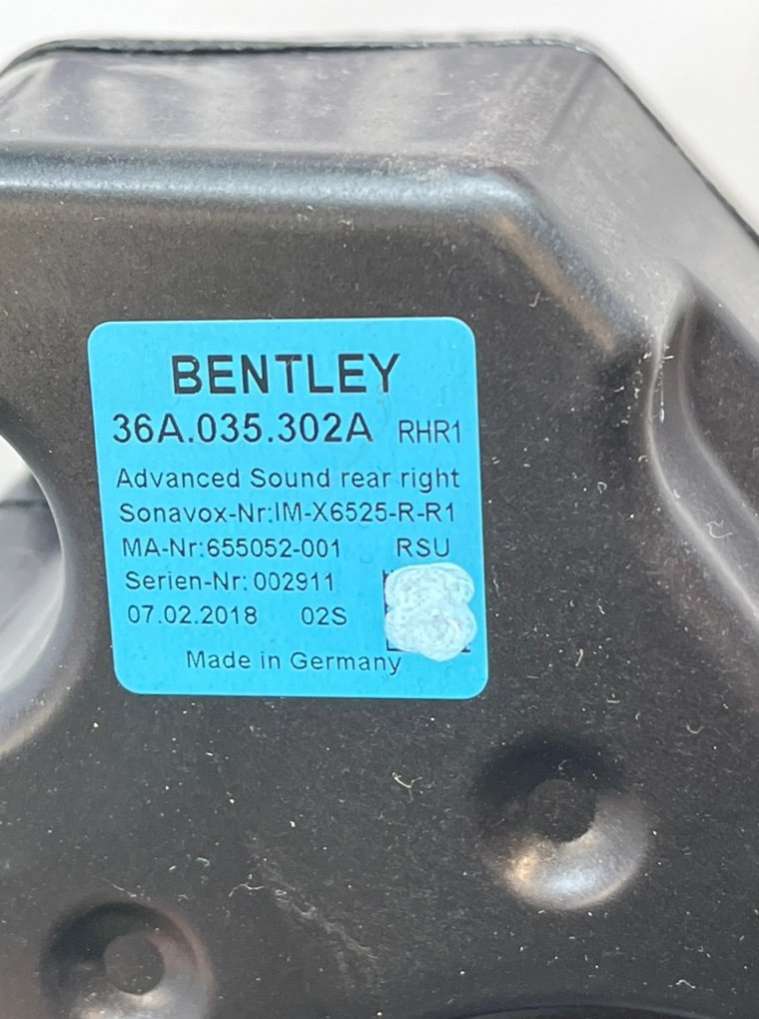 BENTLEY
36A.035.302A RHR1
Advanced Sound rear right
Sonavox-Nr:IM-X6525-R-R1
MA-Nr:655052-001 RSU
Serien-Nr: 002911
07.02.2018 02S
Made in Germany